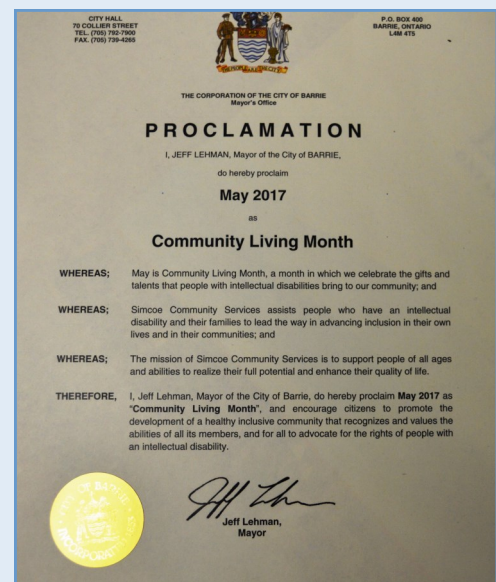 CITY HALL
70 COLLIER STREET
TEL. (705) 792-7900
FAX. (705) 739-4265
P.O. BOX 400
BARRIE, ONTARIO
L4M 4T5
THE CORPORATION OF THE CITY OF BARRIE
Mayor's Office
PROCLAMATION
I, JEFF LEHMAN, Mayor of the City of BARRIE,
do hereby proclaim
May 2017
as
Community Living Month
WHEREAS; May is Community Living Month, a month in which we celebrate the gifts and
talents that people with intellectual disabilities bring to our community; and
WHEREAS; Simcoe Community Services assists people who have an intellectual
disability and their families to lead the way in advancing inclusion in their own
lives and in their communities; and
WHEREAS; The mission of Simcoe Community Services is to support people of all ages
and abilities to realize their full potential and enhance their quality of life.
THEREFORE, I, Jeff Lehman, Mayor of the City of Barrie, do hereby proclaim May 2017 as
"Community Living Month", and encourage citizens to promote the
development of a healthy inclusive community that recognizes and values the
abilities of all its members, and for all to advocate for the rights of people with
an intellectual disability.
Jeff Lehman,
Mayor